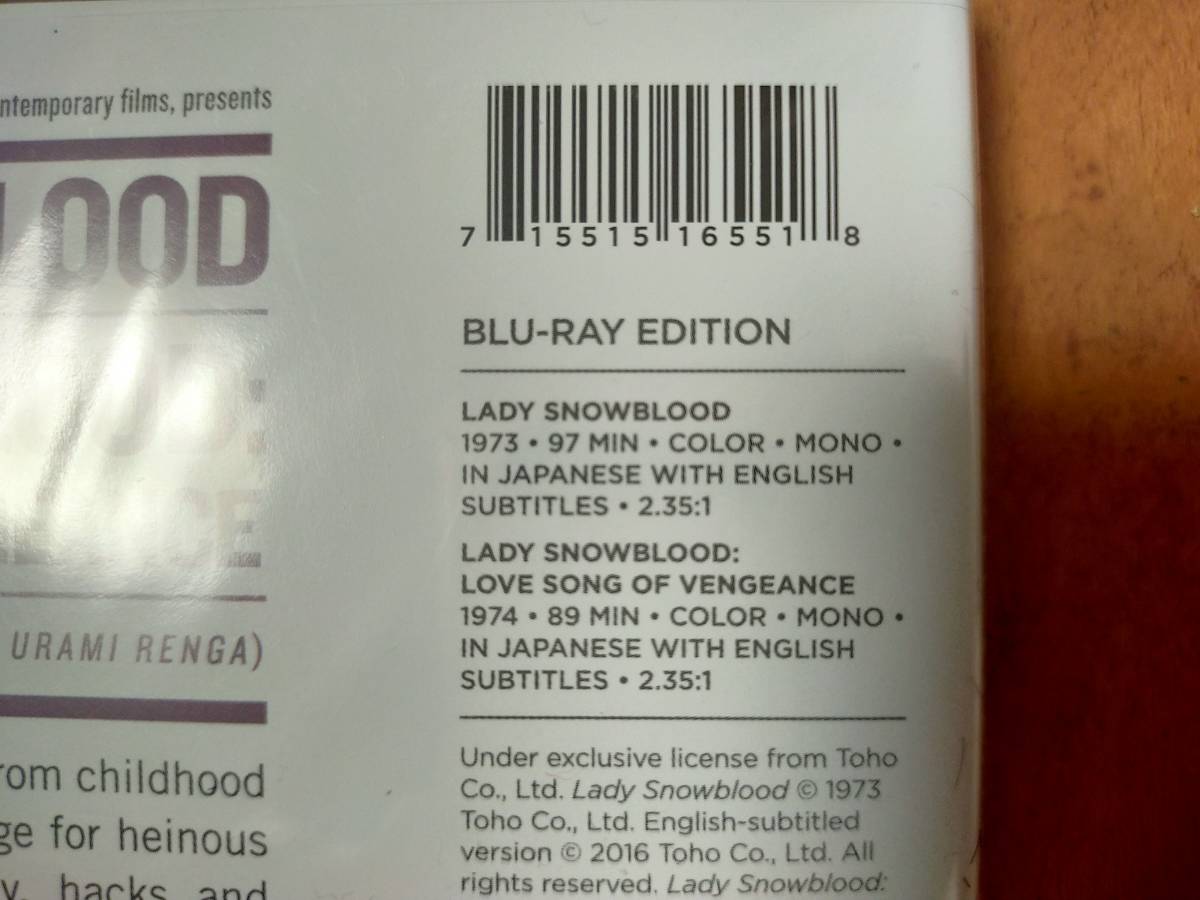 ntemporary films, presents
LOOD
URAMI RENGA)
rom childhood
ge for heinous
y, hacks and
7 15515 16551 8
BLU-RAY EDITION
LADY SNOWBLOOD
1973 • 97 MIN • COLOR • MONO •
IN JAPANESE WITH ENGLISH
SUBTITLES • 2.35:1
LADY SNOWBLOOD:
LOVE SONG OF VENGEANCE
1974 • 89 MIN • COLOR • MONO •
IN JAPANESE WITH ENGLISH
SUBTITLES • 2.35:1
Under exclusive license from Toho
Co., Ltd. Lady Snowblood © 1973
Toho Co., Ltd. English-subtitled
version © 2016 Toho Co., Ltd. All
rights reserved. Lady Snowblood: